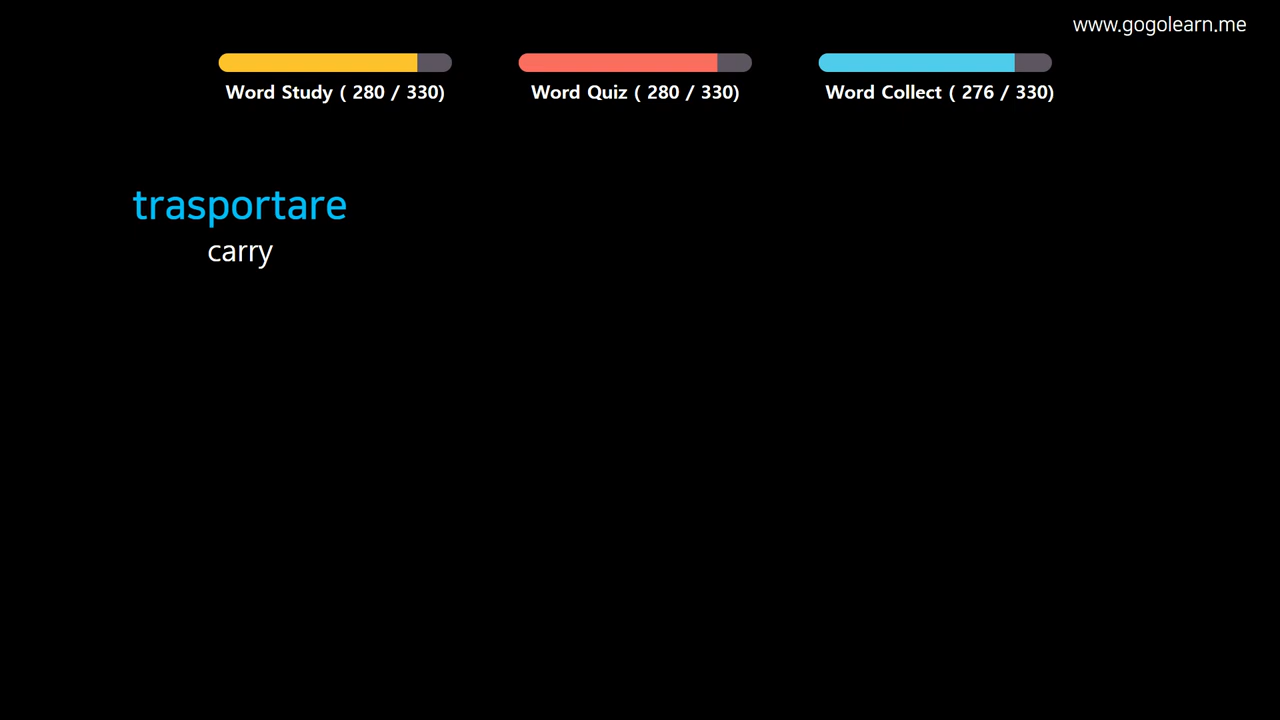 www.gogolearn.me
Word Study ( 280 / 330)
Word Quiz ( 280 / 330)
Word Collect ( 276 / 330)
trasportare
carry